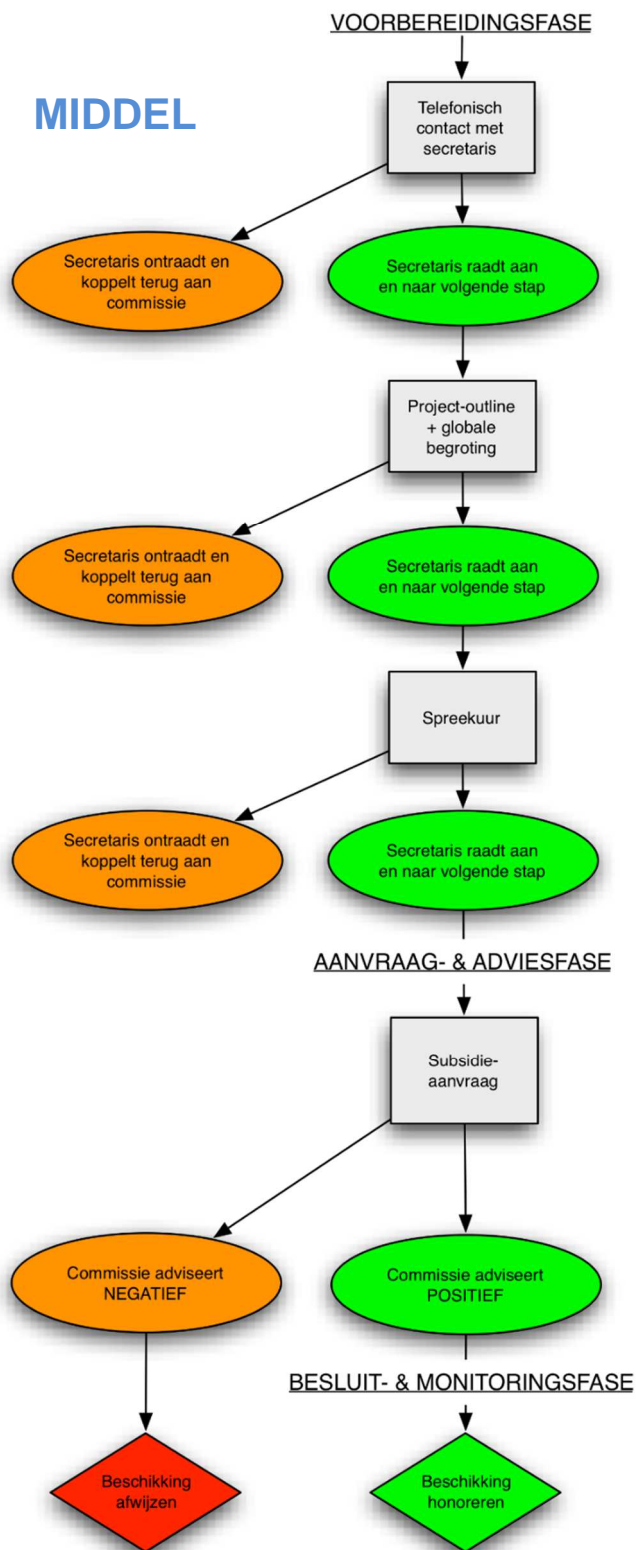 VOORBEREIDINGSFASE
MIDDEL
Telefonisch
contact met
secretaris
Secretaris ontraadt en
koppelt terug aan
commissie
Secretaris raadt aan
en naar volgende stap
Project-outline
+ globale
begroting
Secretaris ontraadt en
koppelt terug aan
commissie
Secretaris raadt aan
en naar volgende stap
Spreekuur
Secretaris ontraadt en
koppelt terug aan
commissie
Secretaris raadt aan
en naar volgende stap
AANVRAAG- & ADVIESFASE
Subsidie-
aanvraag
Commissie adviseert
NEGATIEF
Commissie adviseert
POSITIEF
BESLUIT- & MONITORINGSFASE
Beschikking
afwijzen
Beschikking
honoreren